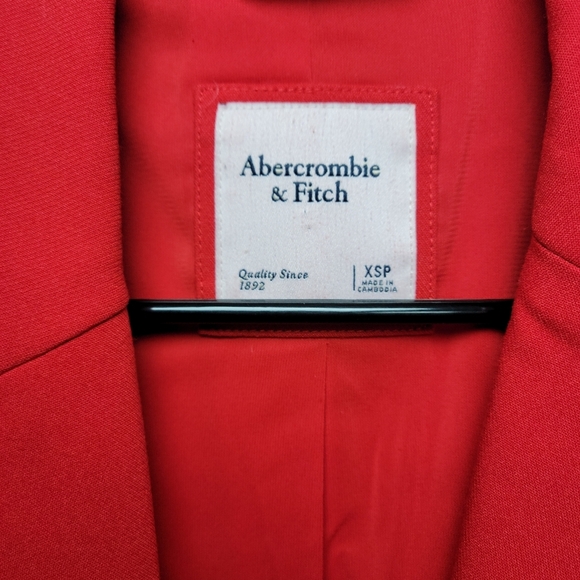 Abercrombie
& Fitch
Quality Since
1892
XSP
MADE IN
CAMBODIA